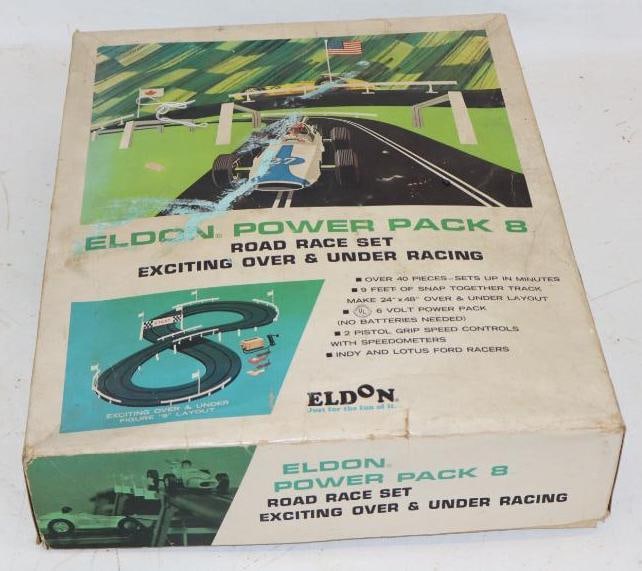 37
ELDON® POWER PACK 8
ROAD RACE SET
EXCITING OVER & UNDER RACING
■ OVER 40 PIECES–SETS UP IN MINUTES
■ 9 FEET OF SNAP TOGETHER TRACK
MAKE 24" x 48" OVER & UNDER LAYOUT
■ UL 6 VOLT POWER PACK
(NO BATTERIES NEEDED)
■ 2 PISTOL GRIP SPEED CONTROLS
WITH SPEEDOMETERS
■ INDY AND LOTUS FORD RACERS
EXCITING OVER & UNDER
FIGURE "8" LAYOUT
ELDON®
Just for the fun of it.
ELDON®
POWER PACK 8
ROAD RACE SET
EXCITING OVER & UNDER RACING